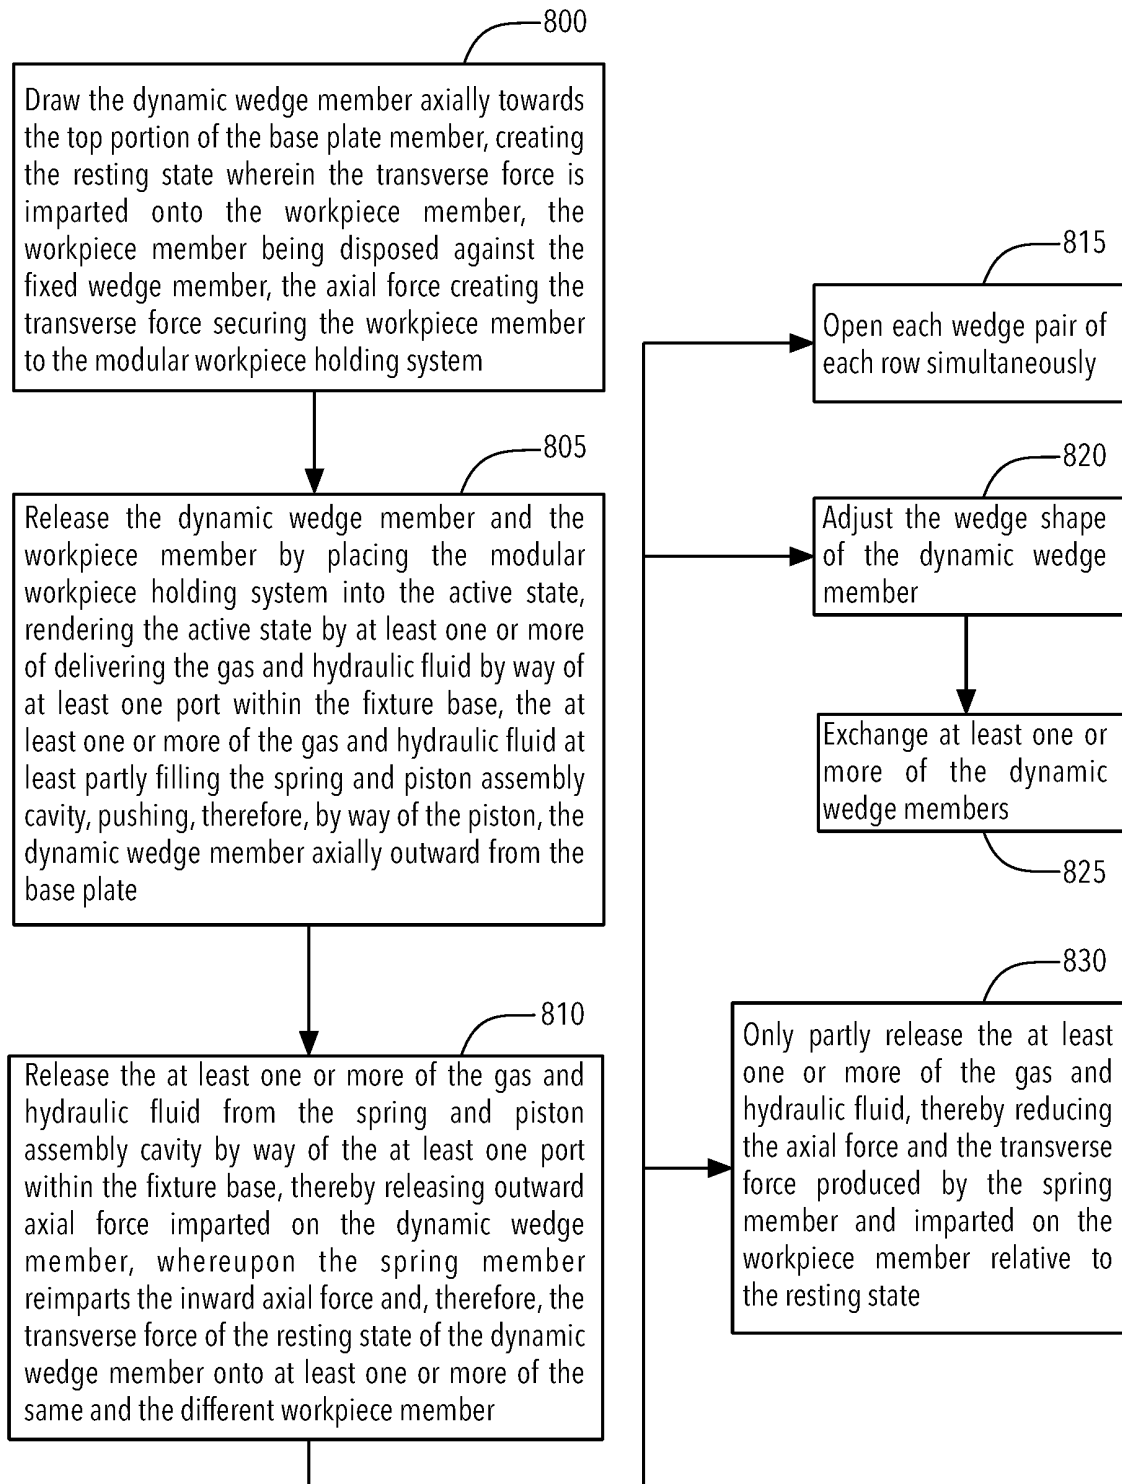 800
Draw the dynamic wedge member axially towards
the top portion of the base plate member, creating
the resting state wherein the transverse force is
imparted onto the workpiece member, the
workpiece member being disposed against the
fixed wedge member, the axial force creating the
transverse force securing the workpiece member
to the modular workpiece holding system
805
Release the dynamic wedge member and the
workpiece member by placing the modular
workpiece holding system into the active state,
rendering the active state by at least one or more
of delivering the gas and hydraulic fluid by way of
at least one port within the fixture base, the at
least one or more of the gas and hydraulic fluid at
least partly filling the spring and piston assembly
cavity, pushing, therefore, by way of the piston, the
dynamic wedge member axially outward from the
base plate
810
Release the at least one or more of the gas and
hydraulic fluid from the spring and piston
assembly cavity by way of the at least one port
within the fixture base, thereby releasing outward
axial force imparted on the dynamic wedge
member, whereupon the spring member
reimparts the inward axial force and, therefore, the
transverse force of the resting state of the dynamic
wedge member onto at least one or more of the
same and the different workpiece member
815
Open each wedge pair of
each row simultaneously
820
Adjust the wedge shape
of the dynamic wedge
member
Exchange at least one or
more of the dynamic
wedge members
825
830
Only partly release the at least
one or more of the gas and
hydraulic fluid, thereby reducing
the axial force and the transverse
force produced by the spring
member and imparted on the
workpiece member relative to
the resting state